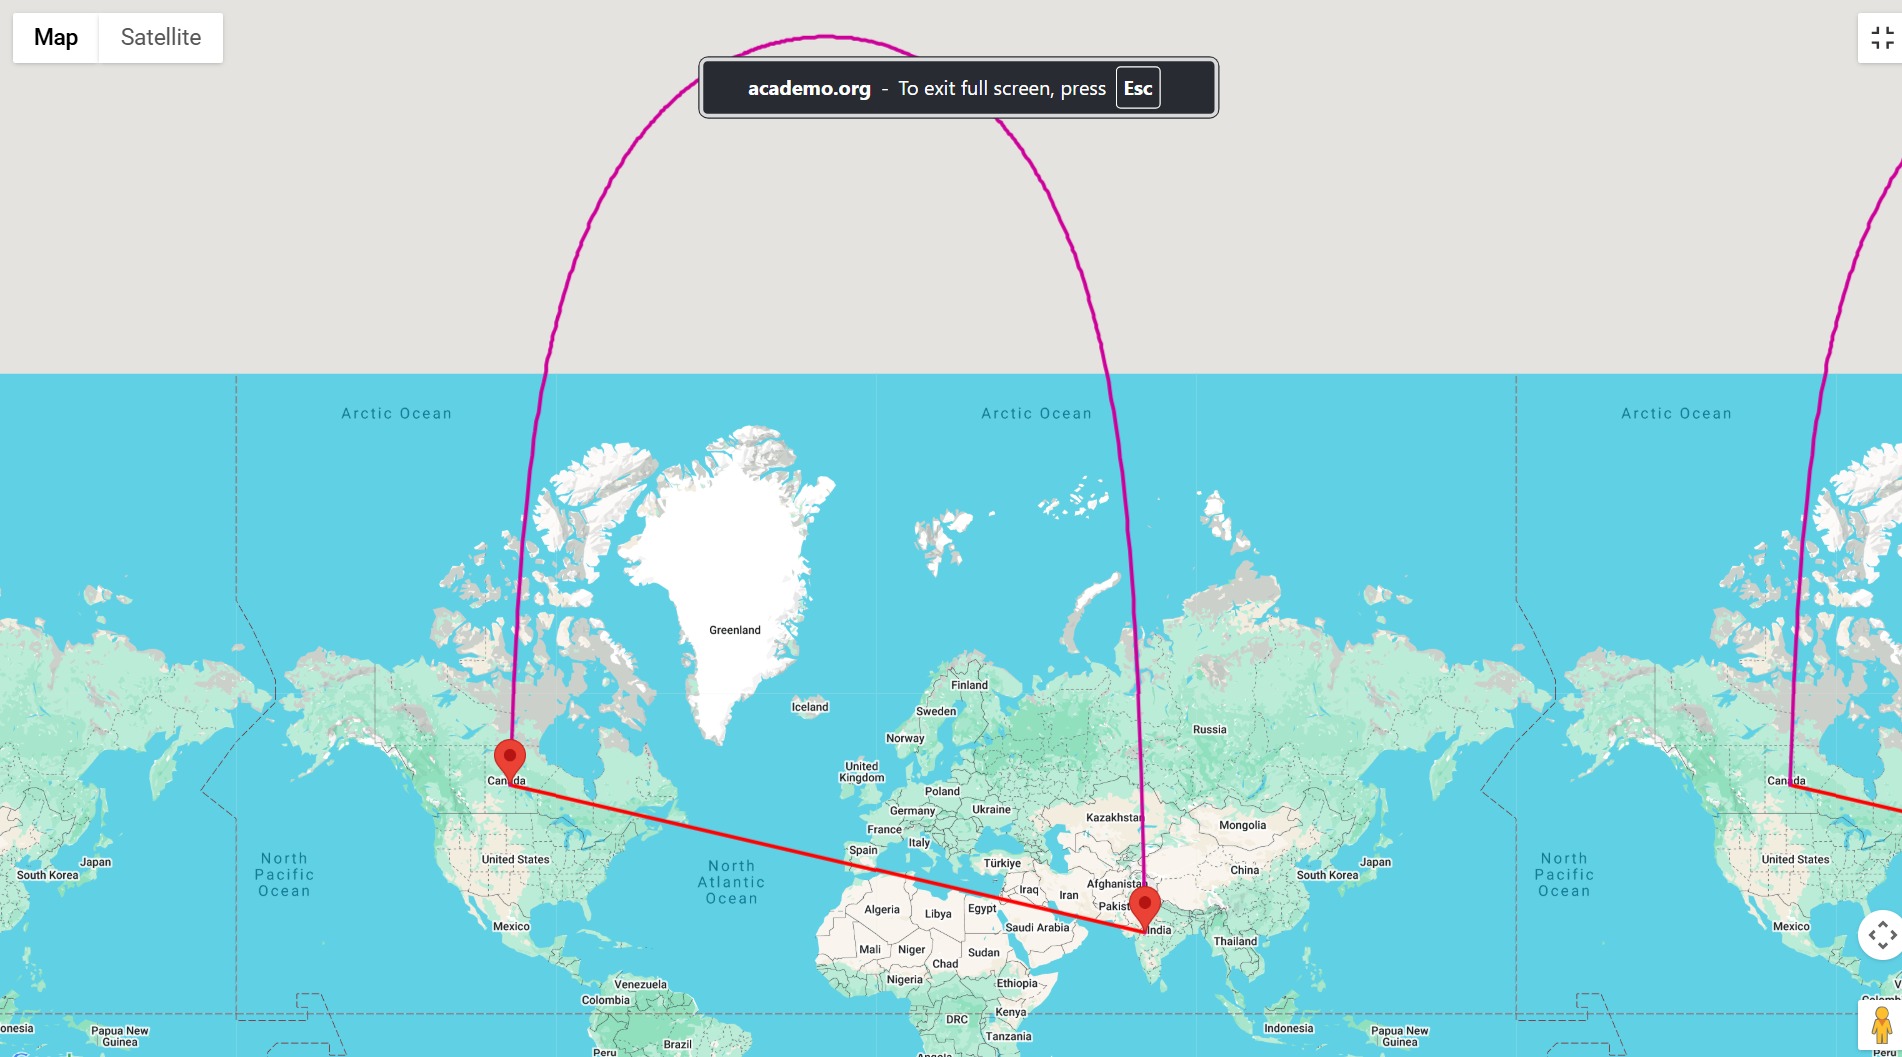 Map
Satellite
academo.org - To exit full screen, press Esc
Arctic Ocean
Arctic Ocean
Arctic Ocean
Greenland
Iceland
Finland
Sweden
Norway
Russia
United
Kingdom
Canada
Canada
Poland
Germany
Ukraine
Kazakhstan
Mongolia
France
Italy
Spain
Türkiye
United States
United States
Japan
South Korea
North
Pacific
Ocean
North
Atlantic
Ocean
China
Japan
South Korea
North
Pacific
Ocean
Afghanista
Iraq
Iran
Pakist
Algeria
Libya
Egypt
Saudi Arabia
India
Thailand
Mexico
Mexico
Mali
Niger
Chad
Sudan
Nigeria
Ethiopia
Venezuela
Colombia
DRC
Kenya
Tanzania
Indonesia
Papua New
Guinea
Papua New
Guinea
onesia
Brazil
Peru